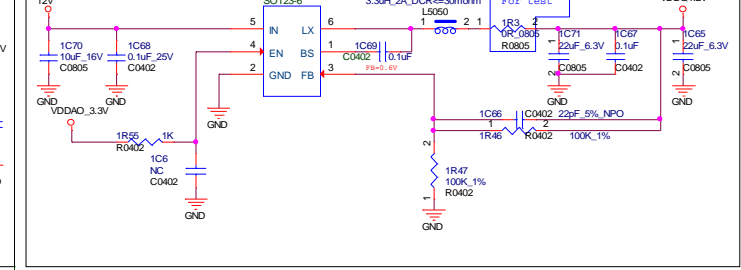 12V
SOT23-6
3.3uH_2A_DCR<=30mohm
L5050
For test
5 IN LX 6
4 EN BS 1
2 GND FB 3
1 2
2 1
1R3
0R_0805
R0805
1C70
10uF_16V
C0805
1C68
0.1uF_25V
C0402
1C69
0.1uF
C0402
FB=0.6V
1C71
22uF_6.3V
C0805
1 2
1C67
0.1uF
C0402
1C65
22uF_6.3V
C0805
1 2
GND
GND
GND
GND
GND
VDDAO_3.3V
1R55
1K
R0402
1C6
NC
C0402
GND
1C66
C0402
22pF_5%_NPO
1 2
1R46
R0402
100K_1%
2
1R47
100K_1%
R0402
1
GND